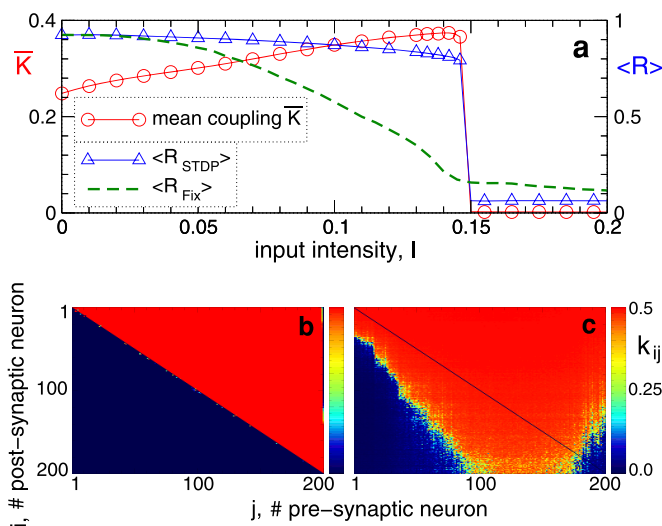 0.4
1
K
a
<R>
0.2
0.5
mean coupling K
<R STDP>
<R Fix>
0
0
0
0.05
0.1
0.15
0.2
input intensity, I
i, # post-synaptic neuron
1
b
c
0.5
k ij
100
0.25
200
0.0
1
100
200
1
100
200
j, # pre-synaptic neuron